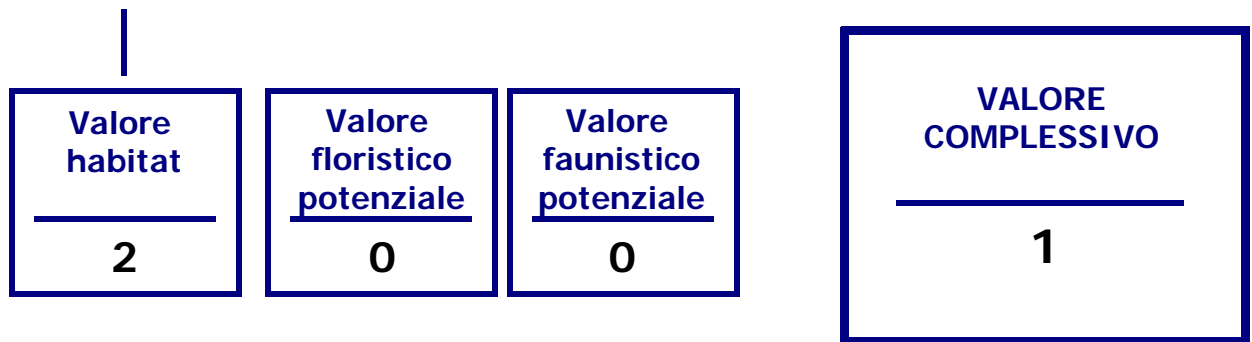 Valore
habitat
2
Valore
floristico
potenziale
0
Valore
faunistico
potenziale
0
VALORE
COMPLESSIVO
1